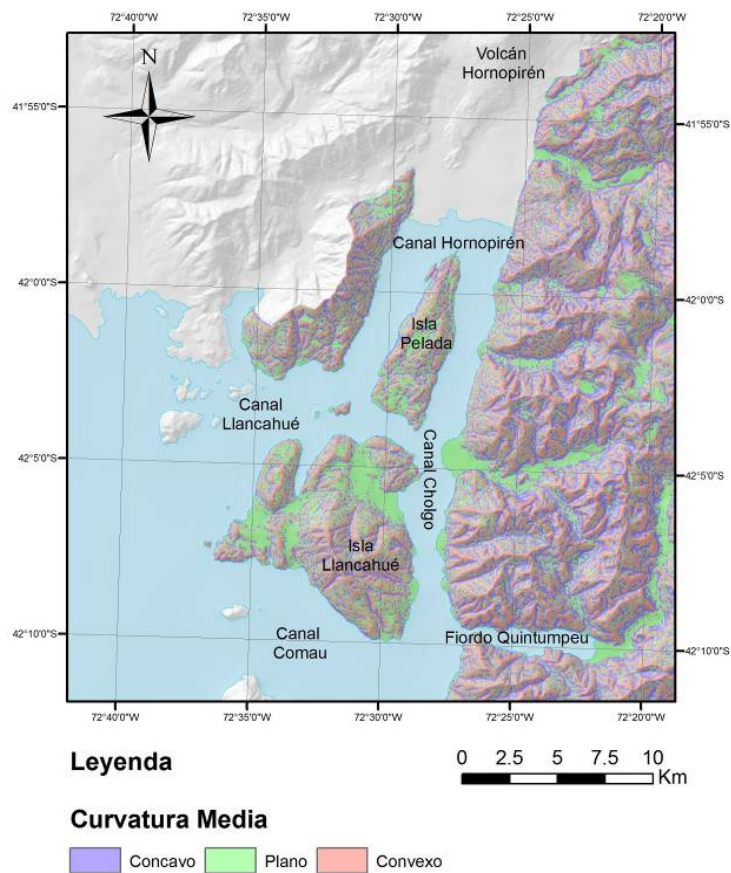 72°40'0"W 72°35'0"W 72°30'0"W 72°25'0"W 72°20'0"W
N
Volcán
Hornopirén
41°55'0"S
41°55'0"S
Canal Hornopirén
42°0'0"S
42°0'0"S
Isla
Pelada
Canal
Llancahué
Canal Cholgo
42°5'0"S
42°5'0"S
Isla
Llancahué
42°10'0"S
Canal
Comau
Fiordo Quintumpeu
42°10'0"S
72°40'0"W 72°35'0"W 72°30'0"W 72°25'0"W 72°20'0"W
Leyenda
0 2.5 5 7.5 10
Km
Curvatura Media
Concavo Plano Convexo